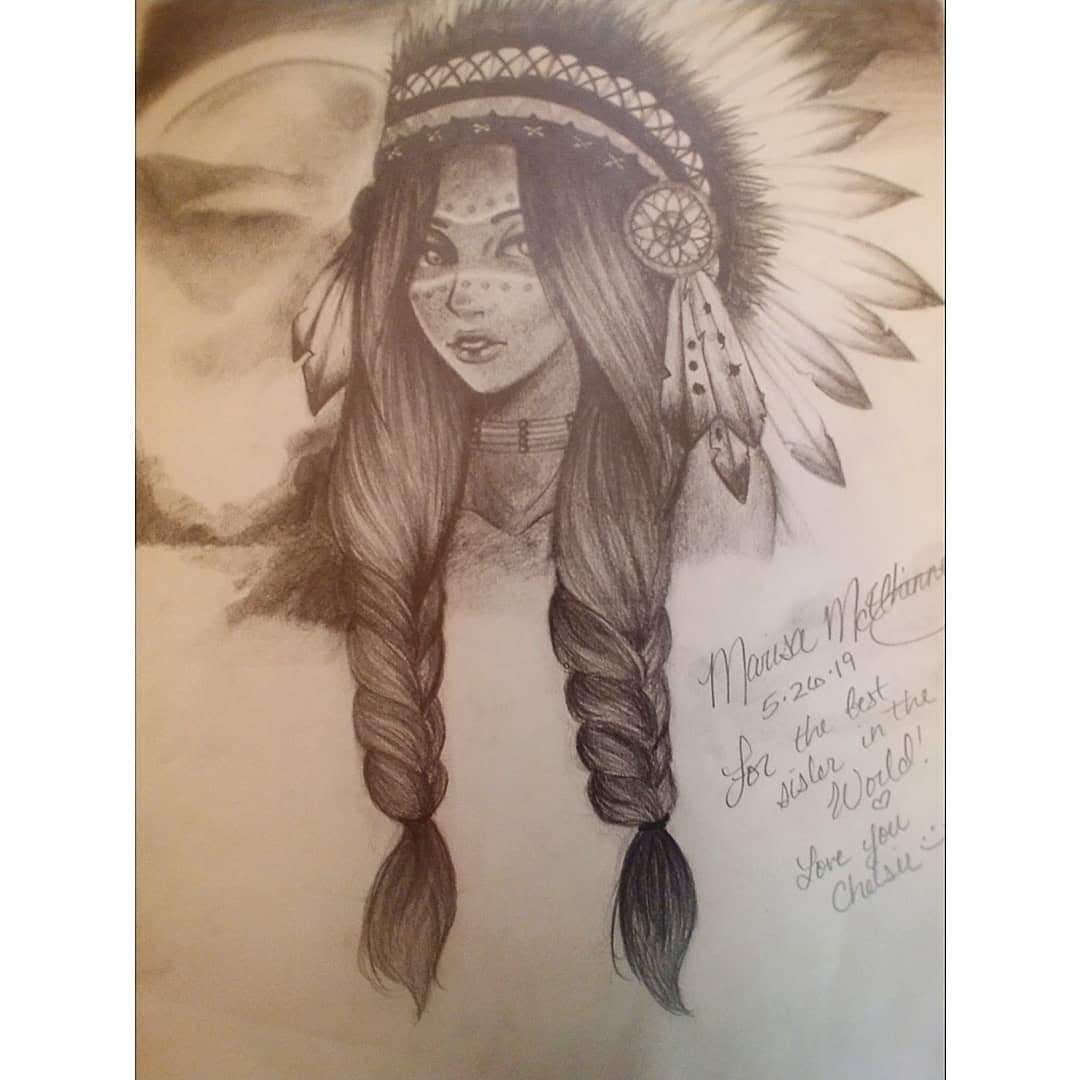 Marisa
5.26.19
For the best
sister in the
World!
Love you :)
Chelsie